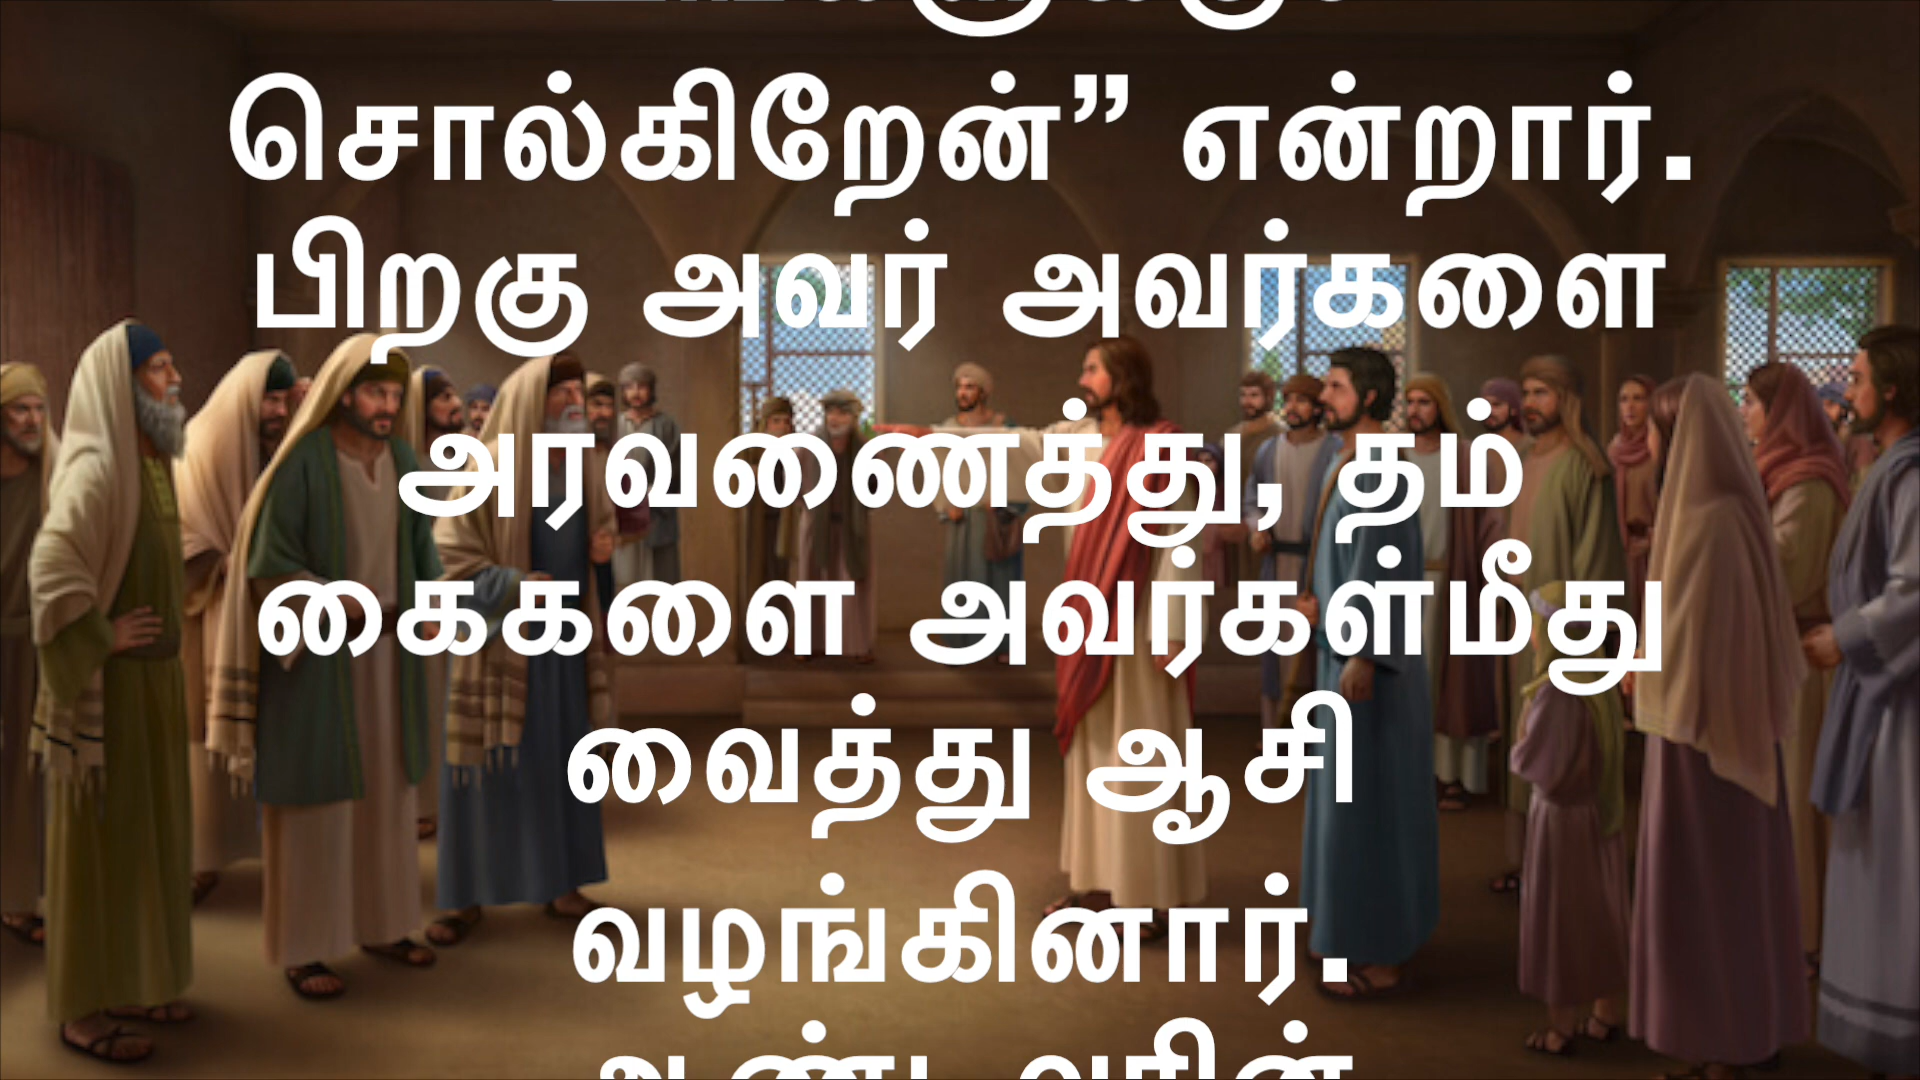 சொல்கிறேன்” என்றார்.
பிறகு அவர் அவர்களை
அரவணைத்து, தம்
கைகளை அவர்கள்மீது
வைத்து ஆசி
வழங்கினார்.